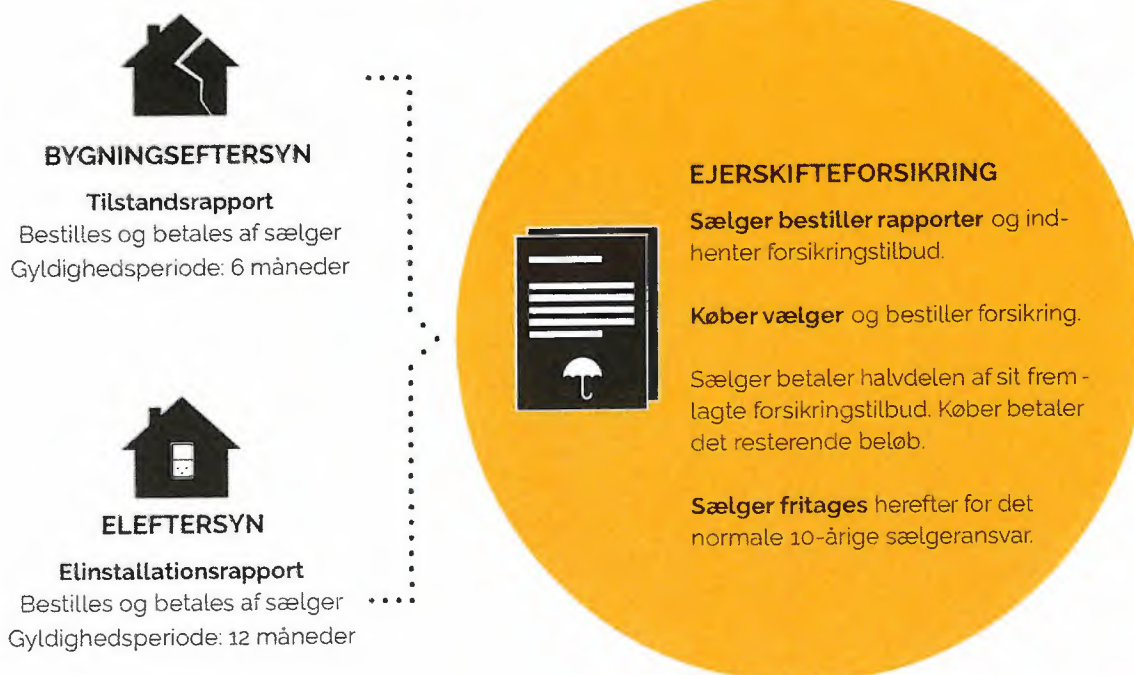 BYGNINGSEFTERSYN
Tilstandsrapport
Bestilles og betales af sælger
Gyldighedsperiode: 6 måneder
ELEFTERSYN
Elinstallationsrapport
Bestilles og betales af sælger
Gyldighedsperiode: 12 måneder
EJERSKIFTEFORSIKRING
Sælger bestiller rapporter og ind-
henter forsikringstilbud.
Køber vælger og bestiller forsikring.
Sælger betaler halvdelen af sit frem-
lagte forsikringstilbud. Køber betaler
det resterende beløb.
Sælger fritages herefter for det
normale 10-årige sælgeransvar.